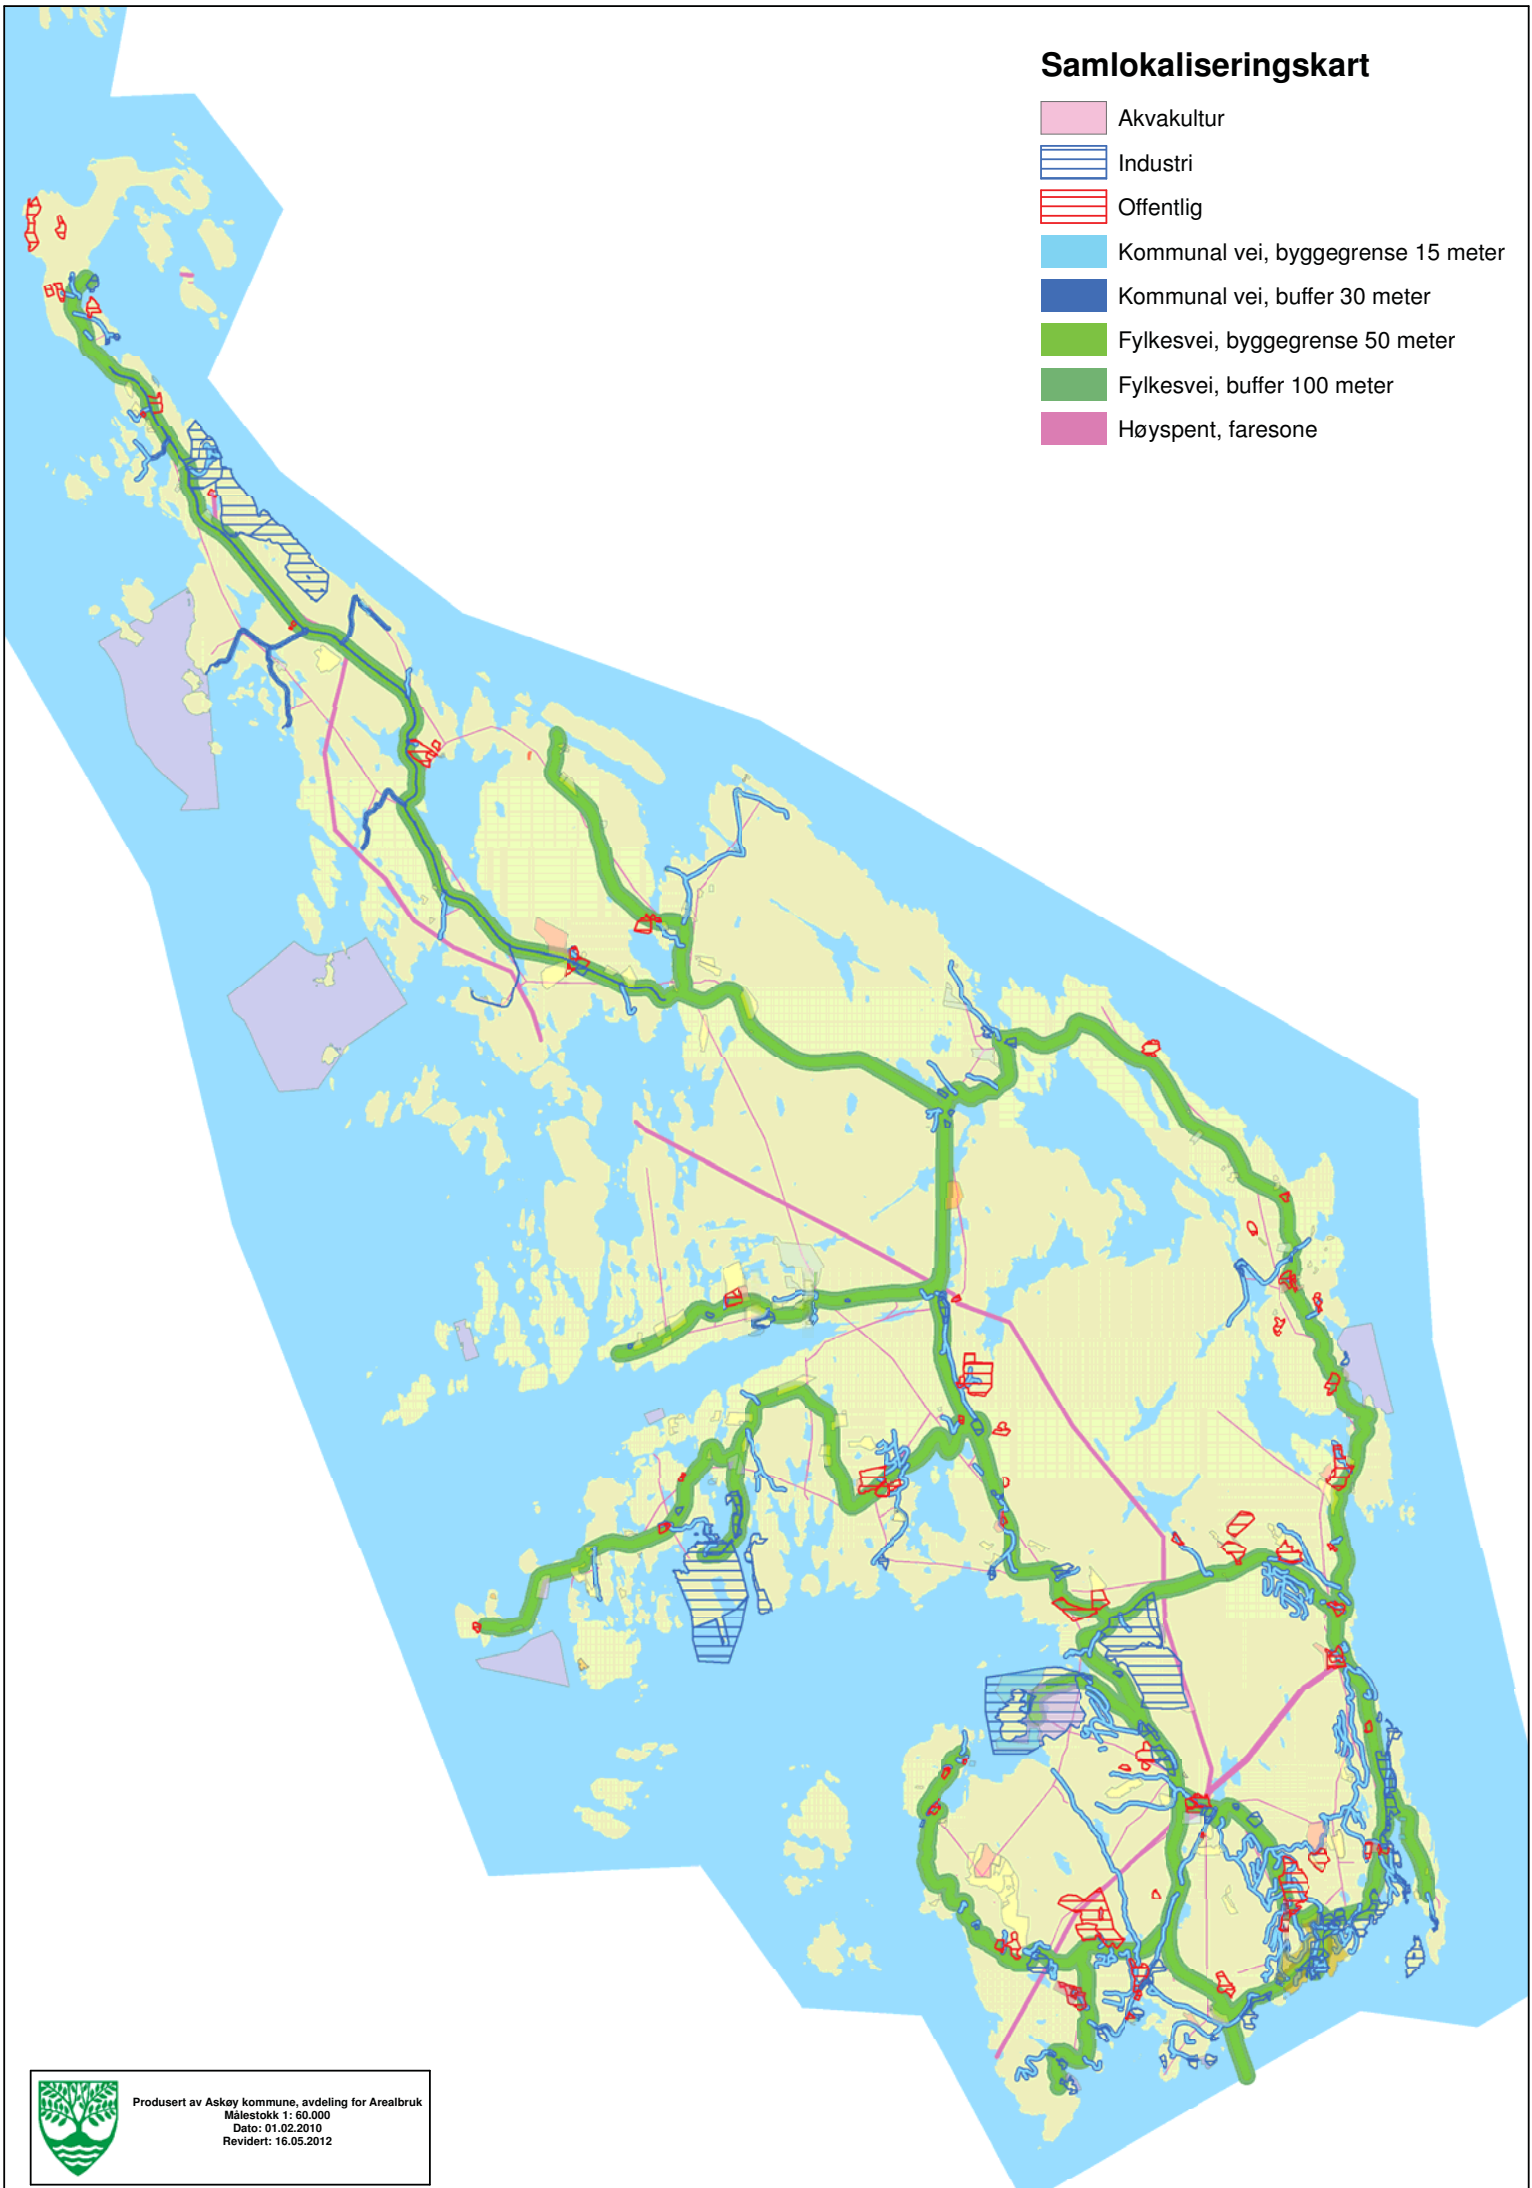 Samlokaliseringskart
Akvakultur
Industri
Offentlig
Kommunal vei, byggegrense 15 meter
Kommunal vei, buffer 30 meter
Fylkesvei, byggegrense 50 meter
Fylkesvei, buffer 100 meter
Høyspent, faresone
Produsert av Askøy kommune, avdeling for Arealbruk
Målestokk 1: 60.000
Dato: 01.02.2010
Revidert: 16.05.2012